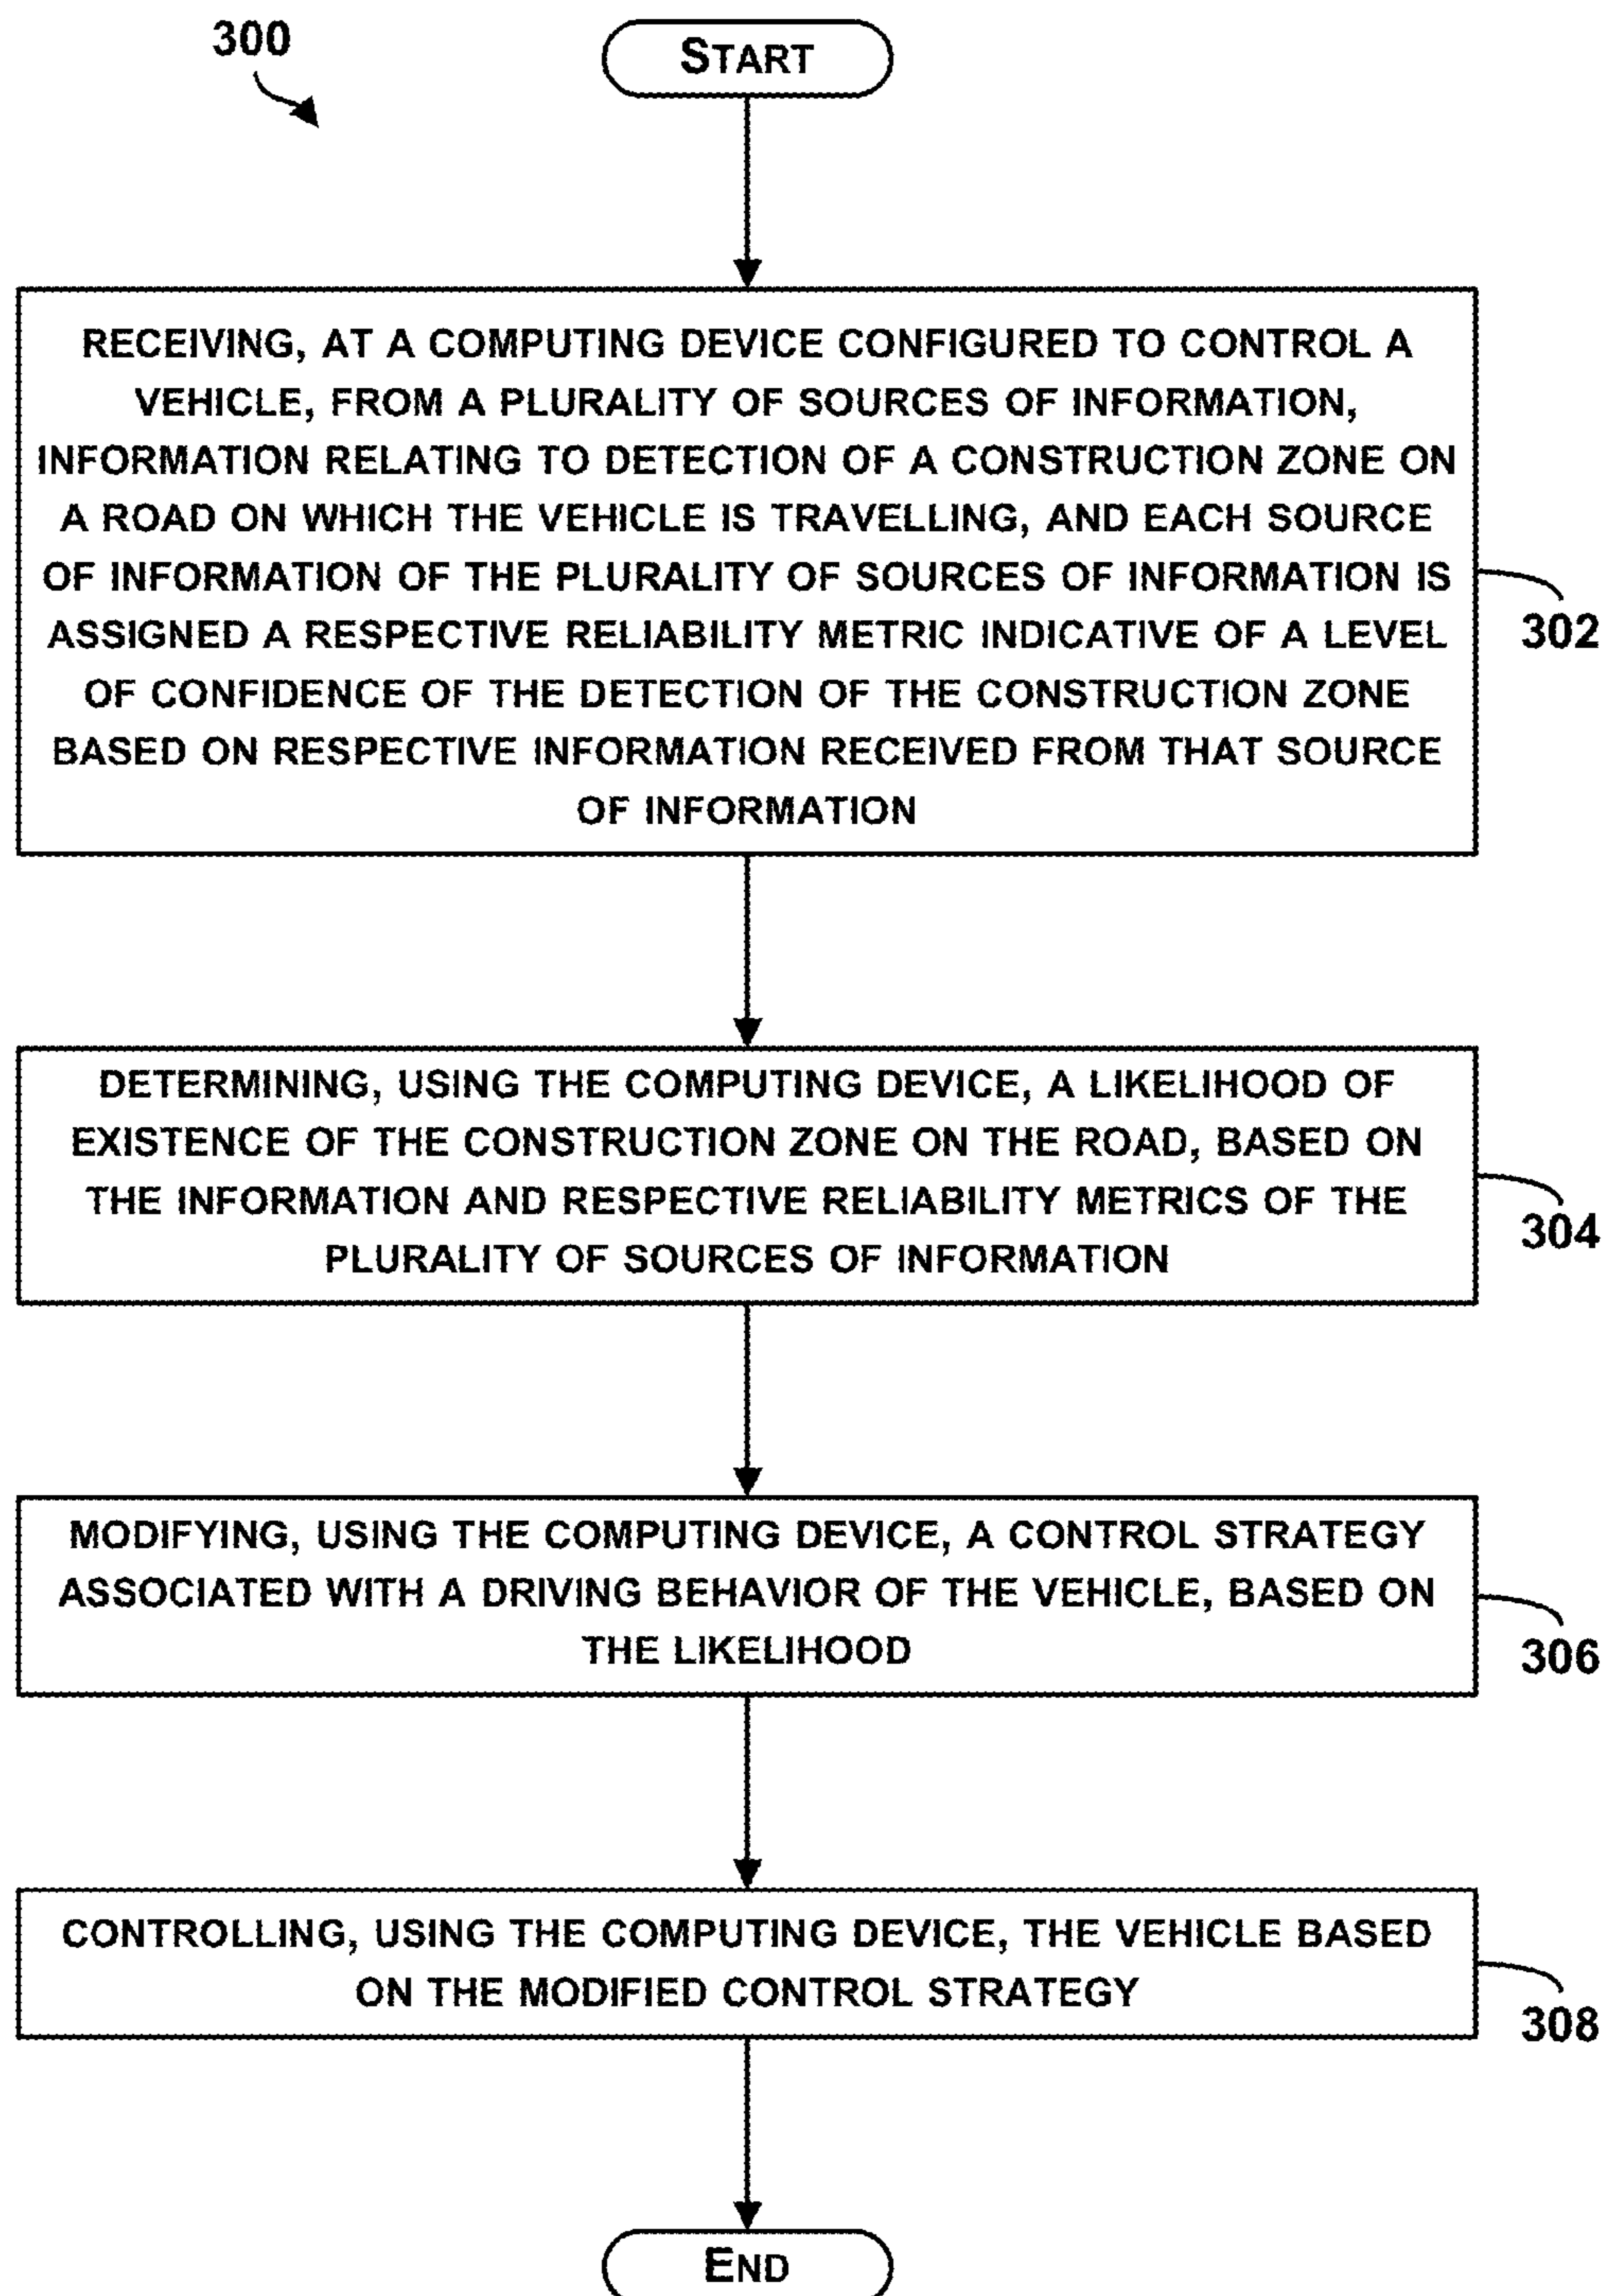 300
START
RECEIVING, AT A COMPUTING DEVICE CONFIGURED TO CONTROL A
VEHICLE, FROM A PLURALITY OF SOURCES OF INFORMATION,
INFORMATION RELATING TO DETECTION OF A CONSTRUCTION ZONE ON
A ROAD ON WHICH THE VEHICLE IS TRAVELLING, AND EACH SOURCE
OF INFORMATION OF THE PLURALITY OF SOURCES OF INFORMATION IS
ASSIGNED A RESPECTIVE RELIABILITY METRIC INDICATIVE OF A LEVEL
OF CONFIDENCE OF THE DETECTION OF THE CONSTRUCTION ZONE
BASED ON RESPECTIVE INFORMATION RECEIVED FROM THAT SOURCE
OF INFORMATION
302
DETERMINING, USING THE COMPUTING DEVICE, A LIKELIHOOD OF
EXISTENCE OF THE CONSTRUCTION ZONE ON THE ROAD, BASED ON
THE INFORMATION AND RESPECTIVE RELIABILITY METRICS OF THE
PLURALITY OF SOURCES OF INFORMATION
304
MODIFYING, USING THE COMPUTING DEVICE, A CONTROL STRATEGY
ASSOCIATED WITH A DRIVING BEHAVIOR OF THE VEHICLE, BASED ON
THE LIKELIHOOD
306
CONTROLLING, USING THE COMPUTING DEVICE, THE VEHICLE BASED
ON THE MODIFIED CONTROL STRATEGY
308
END